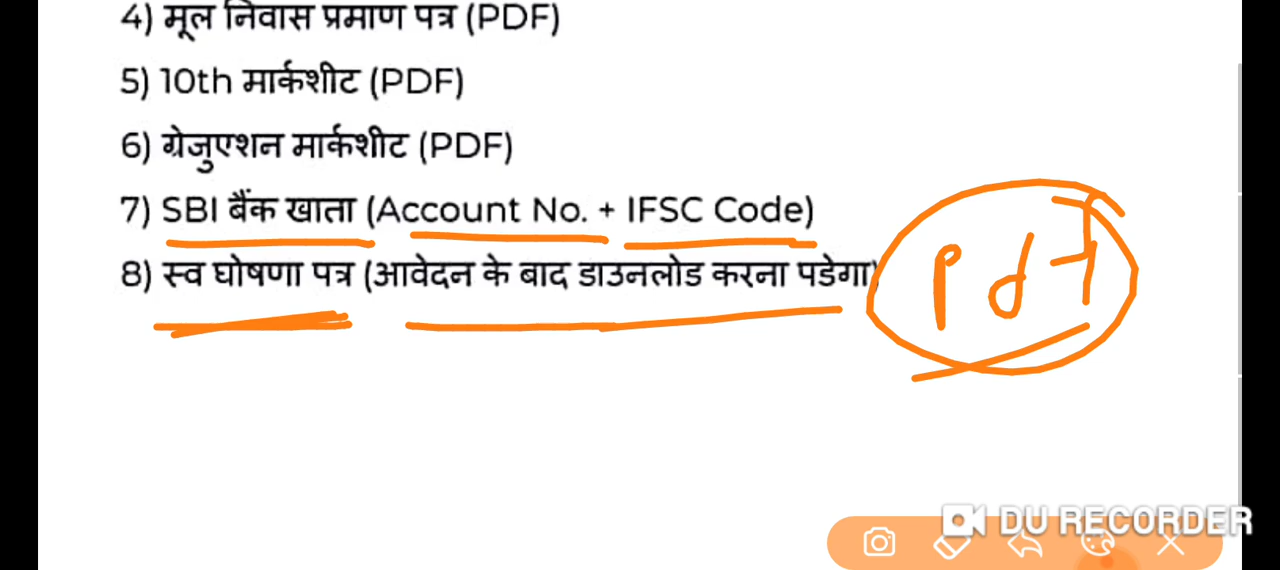 4) मूल निवास प्रमाण पत्र (PDF)
5) 10th मार्कशीट (PDF)
6) ग्रेजुएशन मार्कशीट (PDF)
7) SBI बैंक खाता (Account No. + IFSC Code)
8) स्व घोषणा पत्र (आवेदन के बाद डाउनलोड करना पडेगा)
Pdf
DU RECORDER